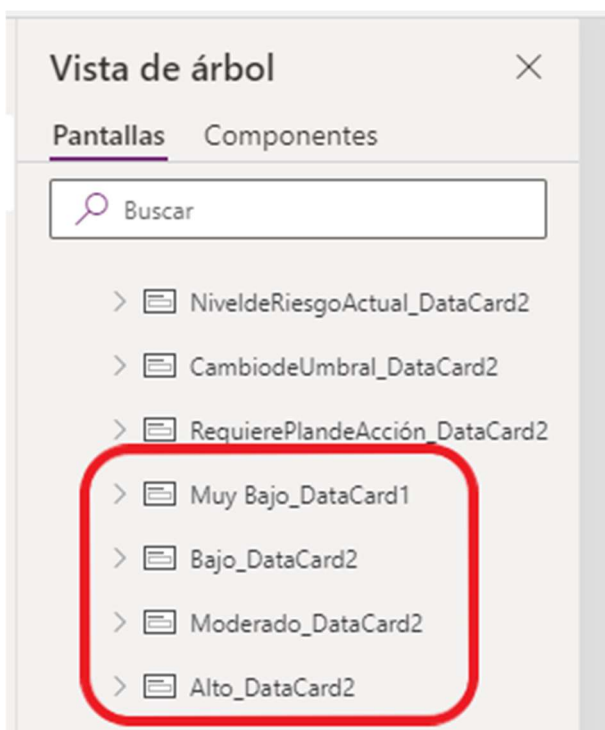 Vista de árbol
Pantallas Componentes
Buscar
NiveldeRiesgoActual_DataCard2
CambiodeUmbral_DataCard2
RequierePlandeAcción_DataCard2
Muy Bajo_DataCard1
Bajo_DataCard2
Moderado_DataCard2
Alto_DataCard2